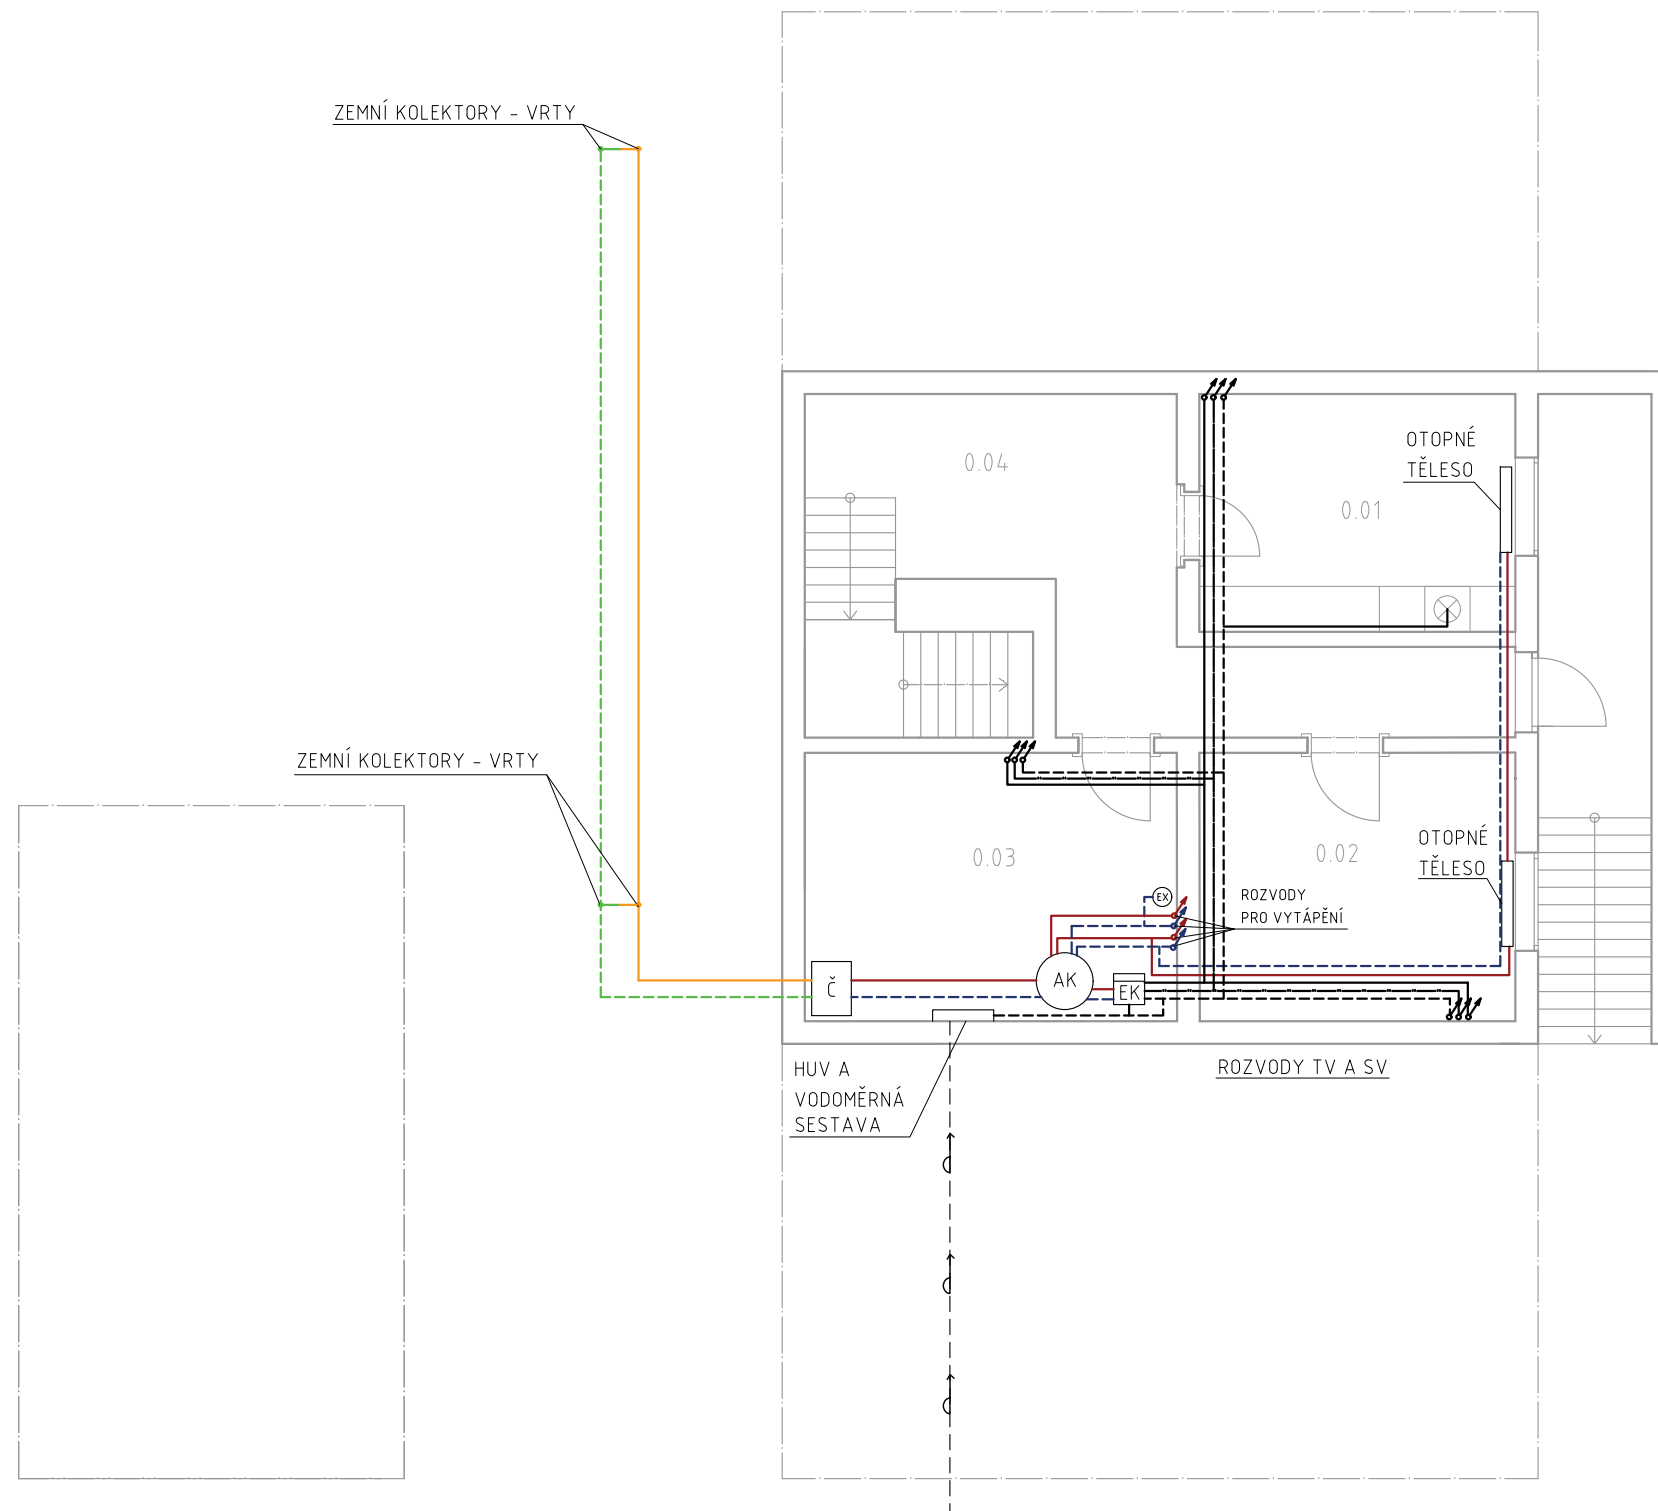 ZEMNÍ KOLEKTORY - VRTY
OTOPNÉ
TĚLESO
0.04
0.01
ZEMNÍ KOLEKTORY - VRTY
OTOPNÉ
TĚLESO
0.03
0.02
EX
ROZVODY
PRO VYTÁPĚNÍ
Č
AK
EK
HUV A
VODOMĚRNÁ
SESTAVA
ROZVODY TV A SV